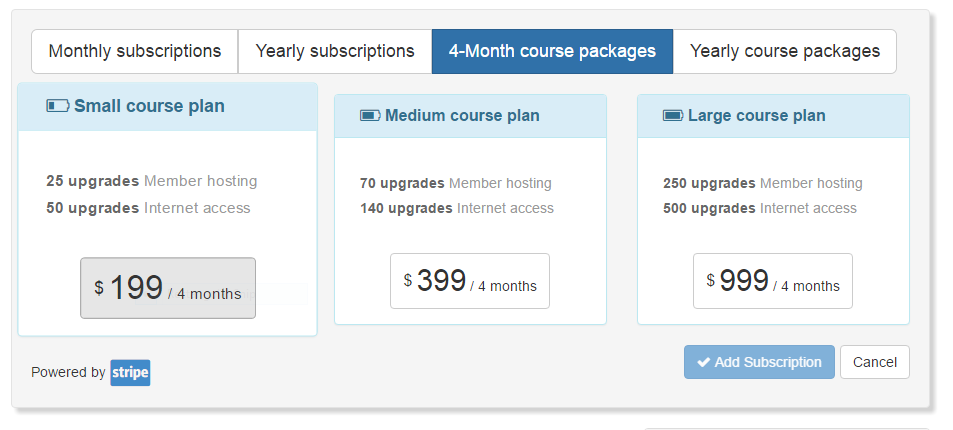 Monthly subscriptions
Yearly subscriptions
4-Month course packages
Yearly course packages
Small course plan
25 upgrades Member hosting
50 upgrades Internet access
$ 199 / 4 months
Medium course plan
70 upgrades Member hosting
140 upgrades Internet access
$ 399 / 4 months
Large course plan
250 upgrades Member hosting
500 upgrades Internet access
$ 999 / 4 months
Powered by stripe
Add Subscription
Cancel